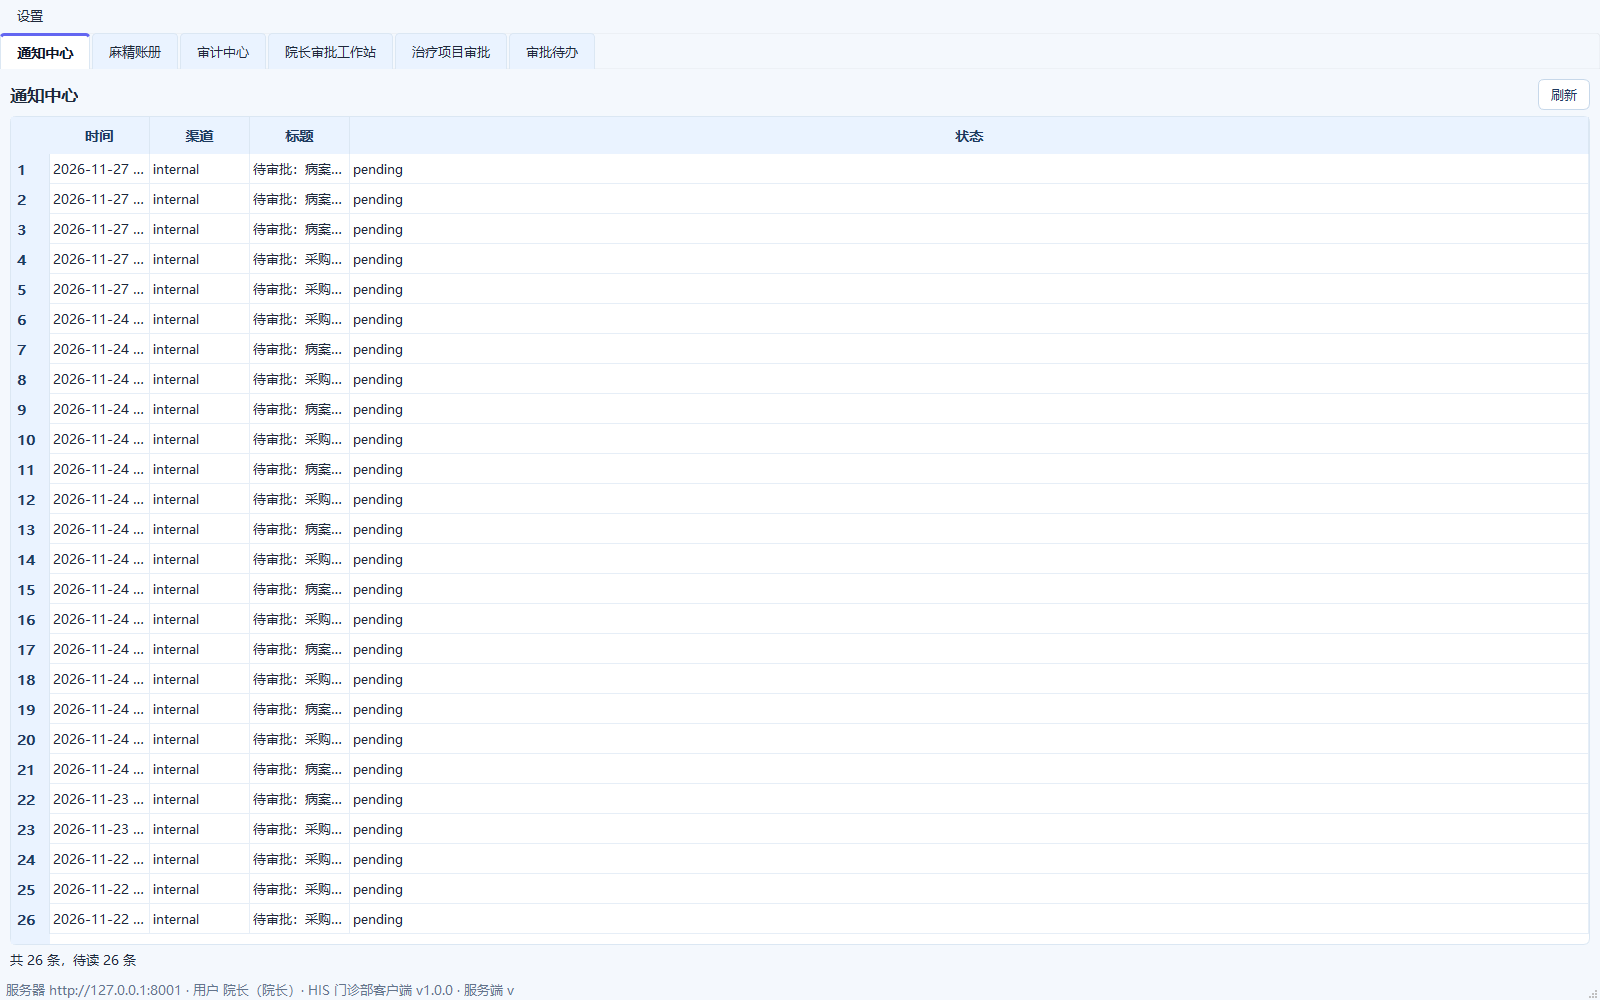 设置
通知中心 麻精账册 审计中心 院长审批工作站 治疗项目审批 审批待办
通知中心 刷新
时间 渠道 标题 状态
1 2026-11-27 ... internal 待审批：病案... pending
2 2026-11-27 ... internal 待审批：病案... pending
3 2026-11-27 ... internal 待审批：病案... pending
4 2026-11-27 ... internal 待审批：采购... pending
5 2026-11-27 ... internal 待审批：采购... pending
6 2026-11-24 ... internal 待审批：采购... pending
7 2026-11-24 ... internal 待审批：病案... pending
8 2026-11-24 ... internal 待审批：采购... pending
9 2026-11-24 ... internal 待审批：病案... pending
10 2026-11-24 ... internal 待审批：采购... pending
11 2026-11-24 ... internal 待审批：病案... pending
12 2026-11-24 ... internal 待审批：采购... pending
13 2026-11-24 ... internal 待审批：病案... pending
14 2026-11-24 ... internal 待审批：采购... pending
15 2026-11-24 ... internal 待审批：病案... pending
16 2026-11-24 ... internal 待审批：采购... pending
17 2026-11-24 ... internal 待审批：病案... pending
18 2026-11-24 ... internal 待审批：采购... pending
19 2026-11-24 ... internal 待审批：病案... pending
20 2026-11-24 ... internal 待审批：采购... pending
21 2026-11-24 ... internal 待审批：病案... pending
22 2026-11-23 ... internal 待审批：病案... pending
23 2026-11-23 ... internal 待审批：采购... pending
24 2026-11-22 ... internal 待审批：采购... pending
25 2026-11-22 ... internal 待审批：采购... pending
26 2026-11-22 ... internal 待审批：采购... pending
共 26 条，待读 26 条
服务器 http://127.0.0.1:8001 · 用户 院长（院长）· HIS 门诊部客户端 v1.0.0 · 服务端 v